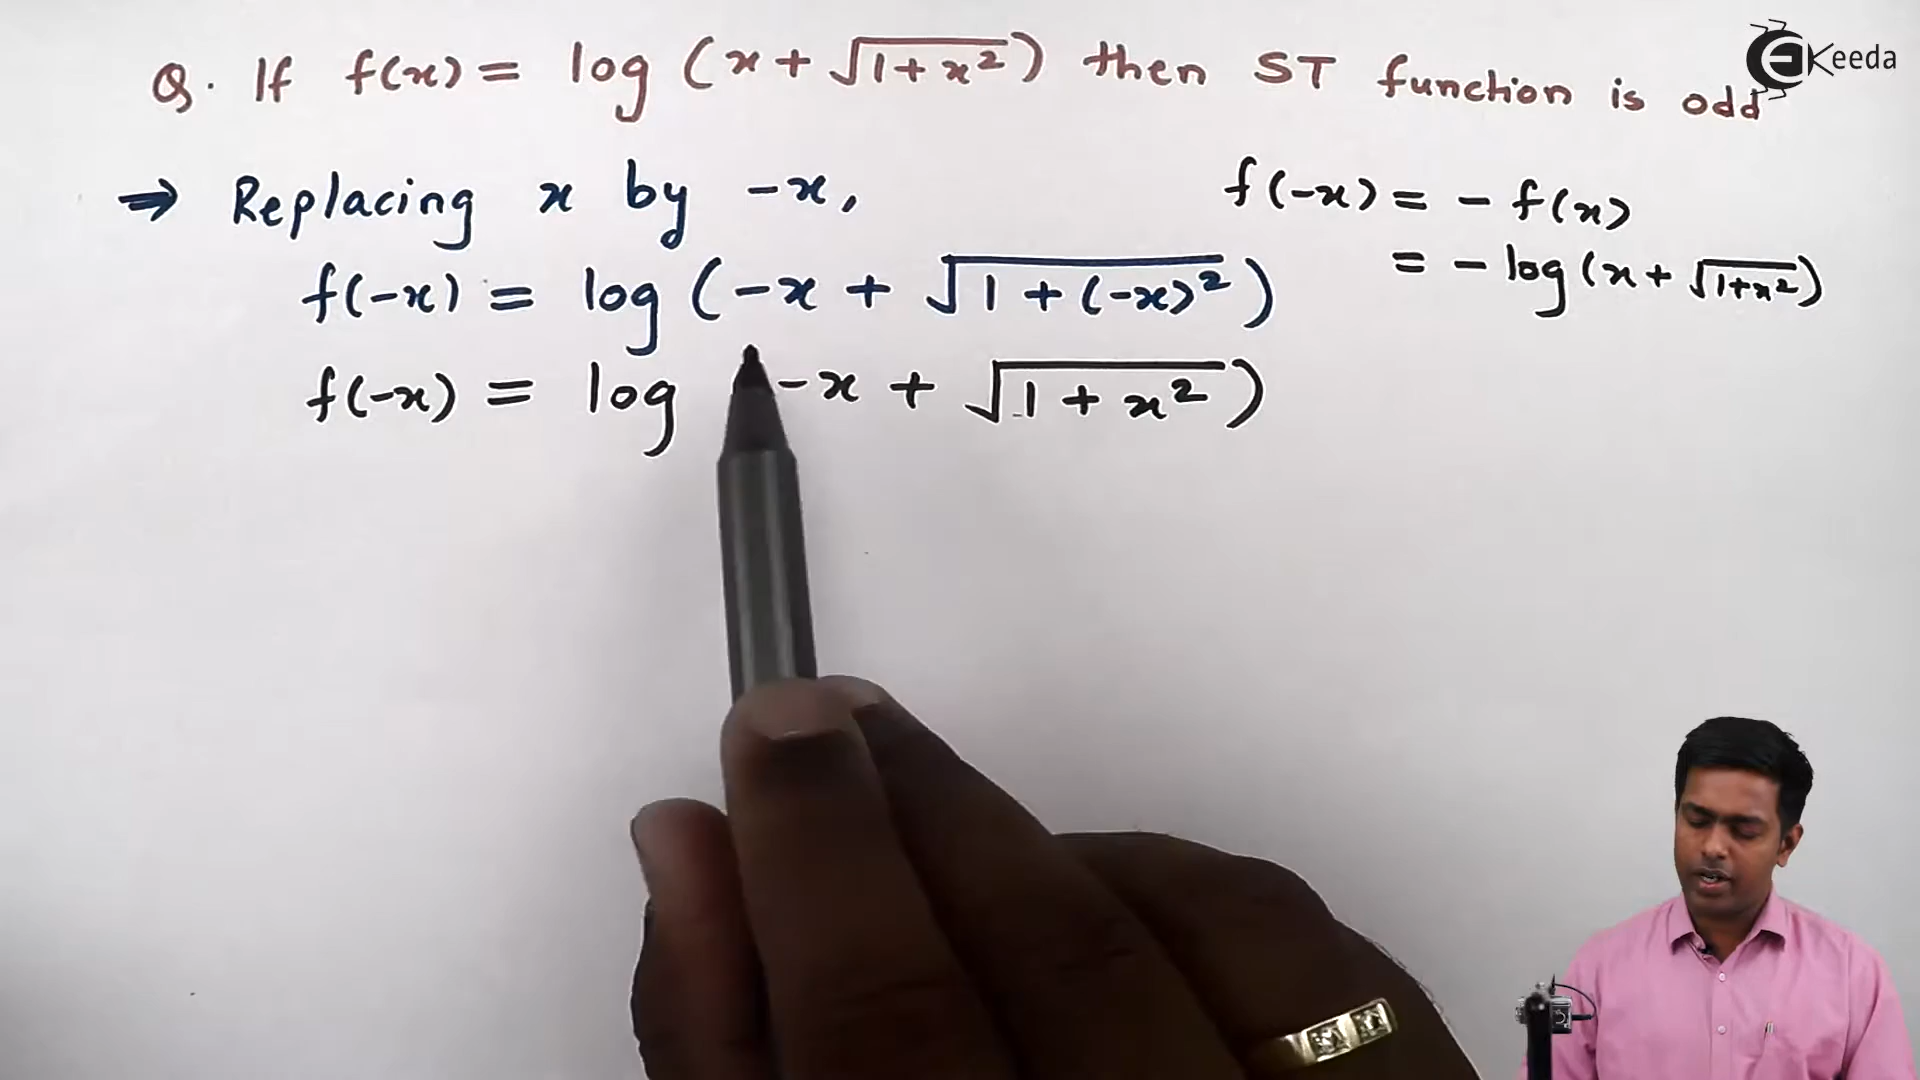 Q. If f(x) = log (x + √1 + x²) then ST function is odd
EKeeda
⇒ Replacing x by -x,
f(-x) = log (-x + √1 + (-x)²)
f(-x) = log -x + √1 + x²)
f(-x) = - f(x)
= - log (x + √1+x²)